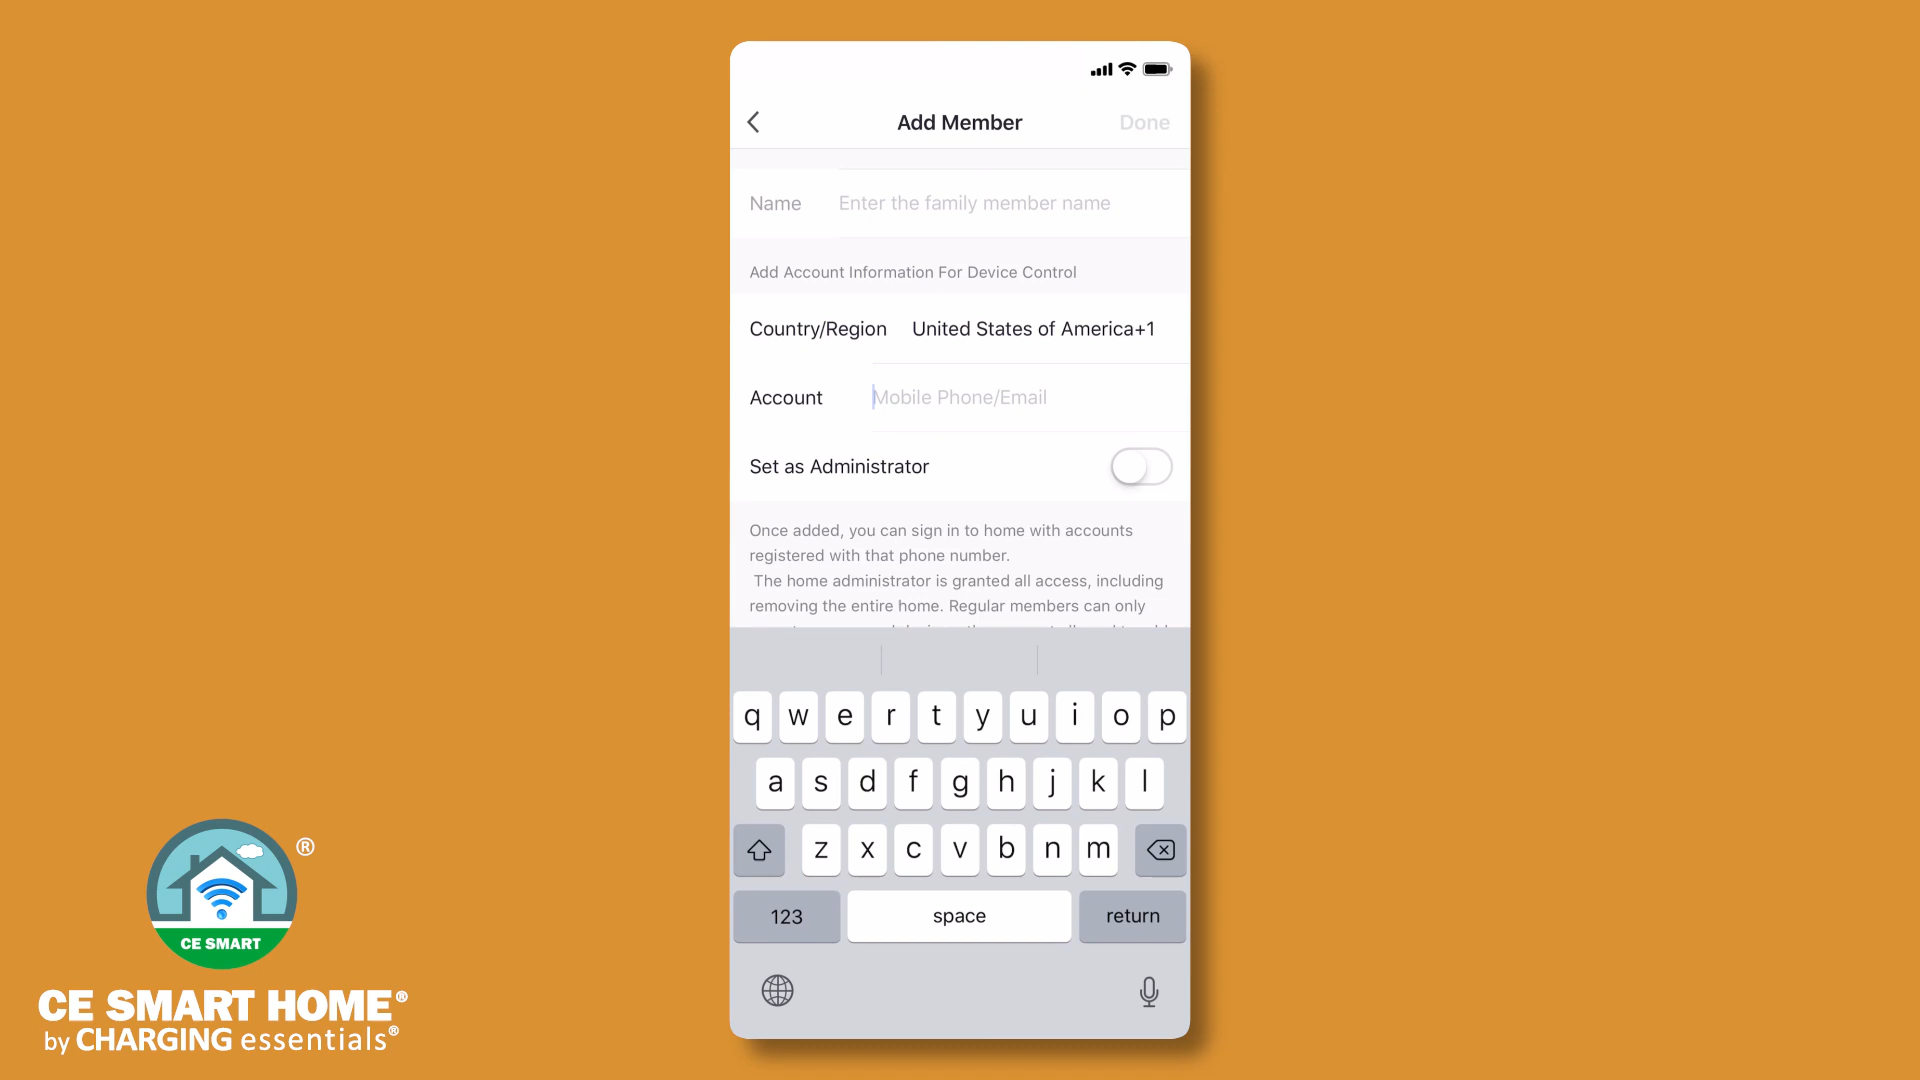 Add Member
Done
Name
Enter the family member name
Add Account Information For Device Control
Country/Region
United States of America+1
Account
Mobile Phone/Email
Set as Administrator
Once added, you can sign in to home with accounts
registered with that phone number.
The home administrator is granted all access, including
removing the entire home. Regular members can only
q w e r t y u i o p
a s d f g h j k l
z x c v b n m
123
space
return
®
CE SMART
CE SMART HOME®
by CHARGING essentials®